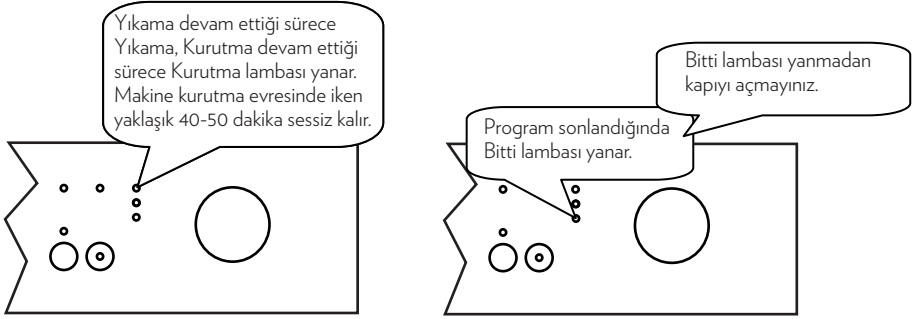 Yıkama devam ettiği sürece
Yıkama, Kurutma devam ettiği
sürece Kurutma lambası yanar.
Makine kurutma evresinde iken
yaklaşık 40-50 dakika sessiz kalır.
Program sonlandığında
Bitti lambası yanar.
Bitti lambası yanmadan
kapıyı açmayınız.